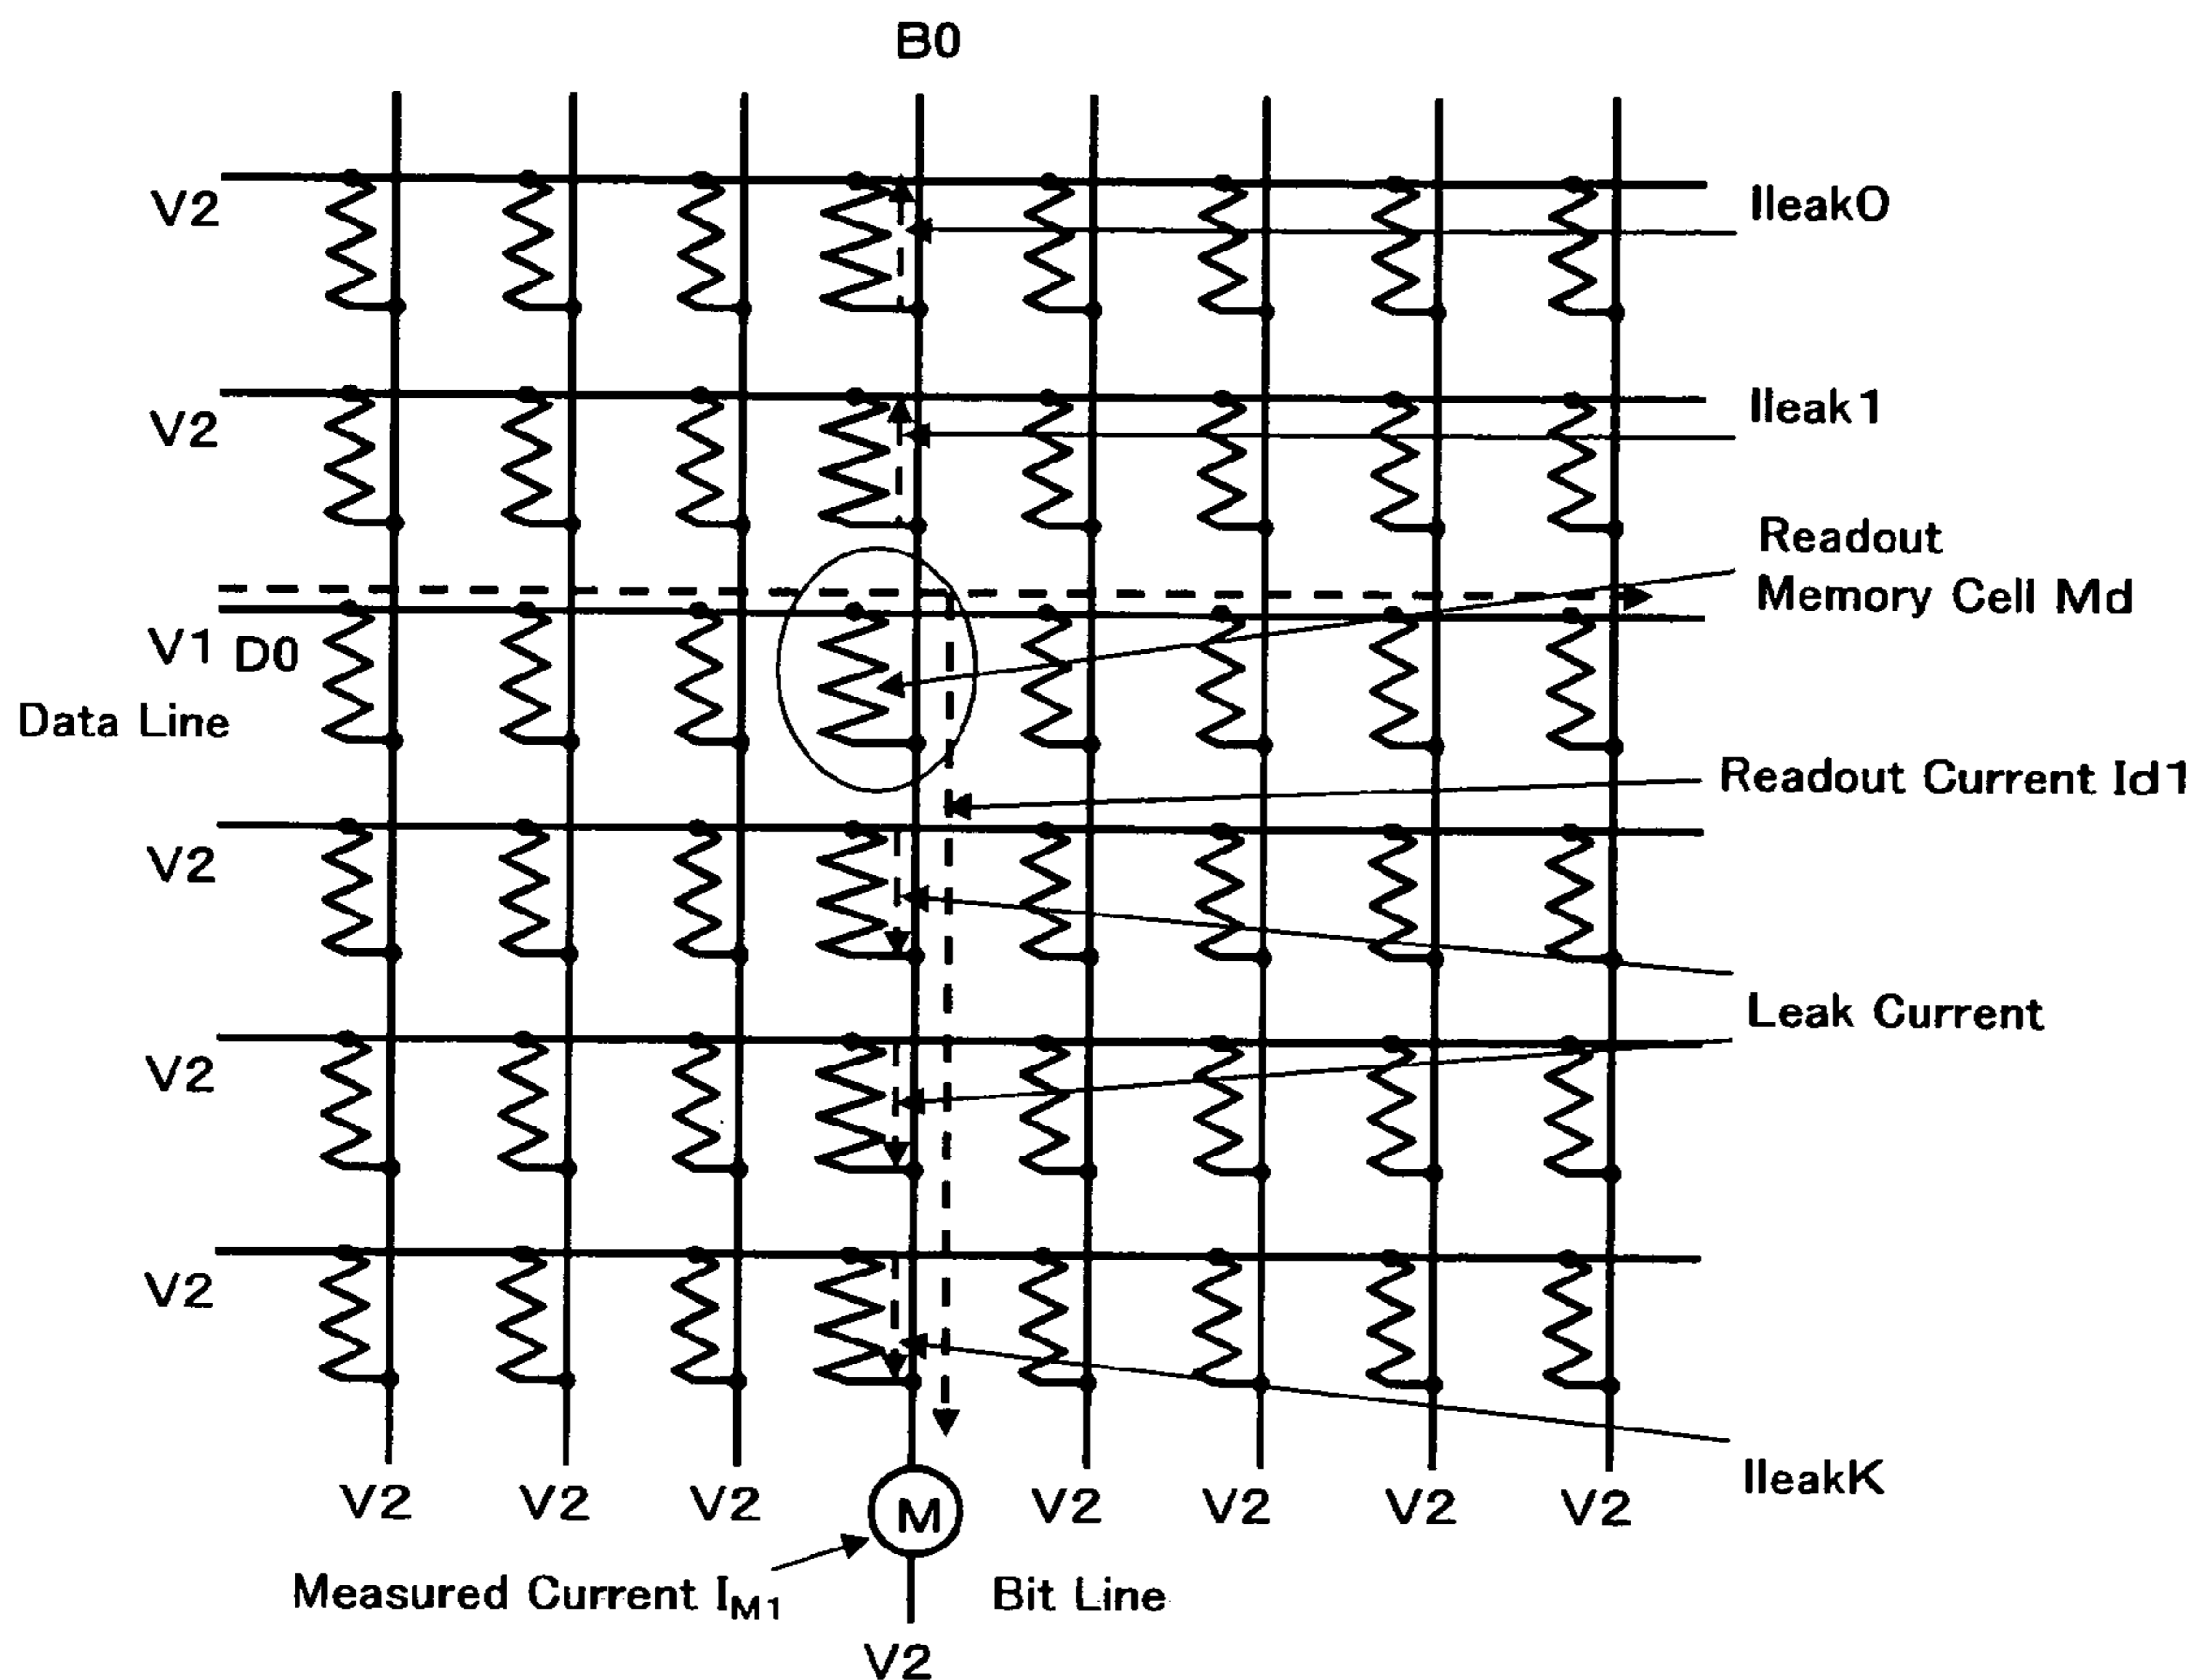 B0
V2
Ileak0
V2
Ileak1
Readout
Memory Cell Md
V1 D0
Data Line
Readout Current Id1
V2
Leak Current
V2
V2
IleakK
V2 V2 V2 M V2 V2 V2 V2
Measured Current IM1
Bit Line
V2